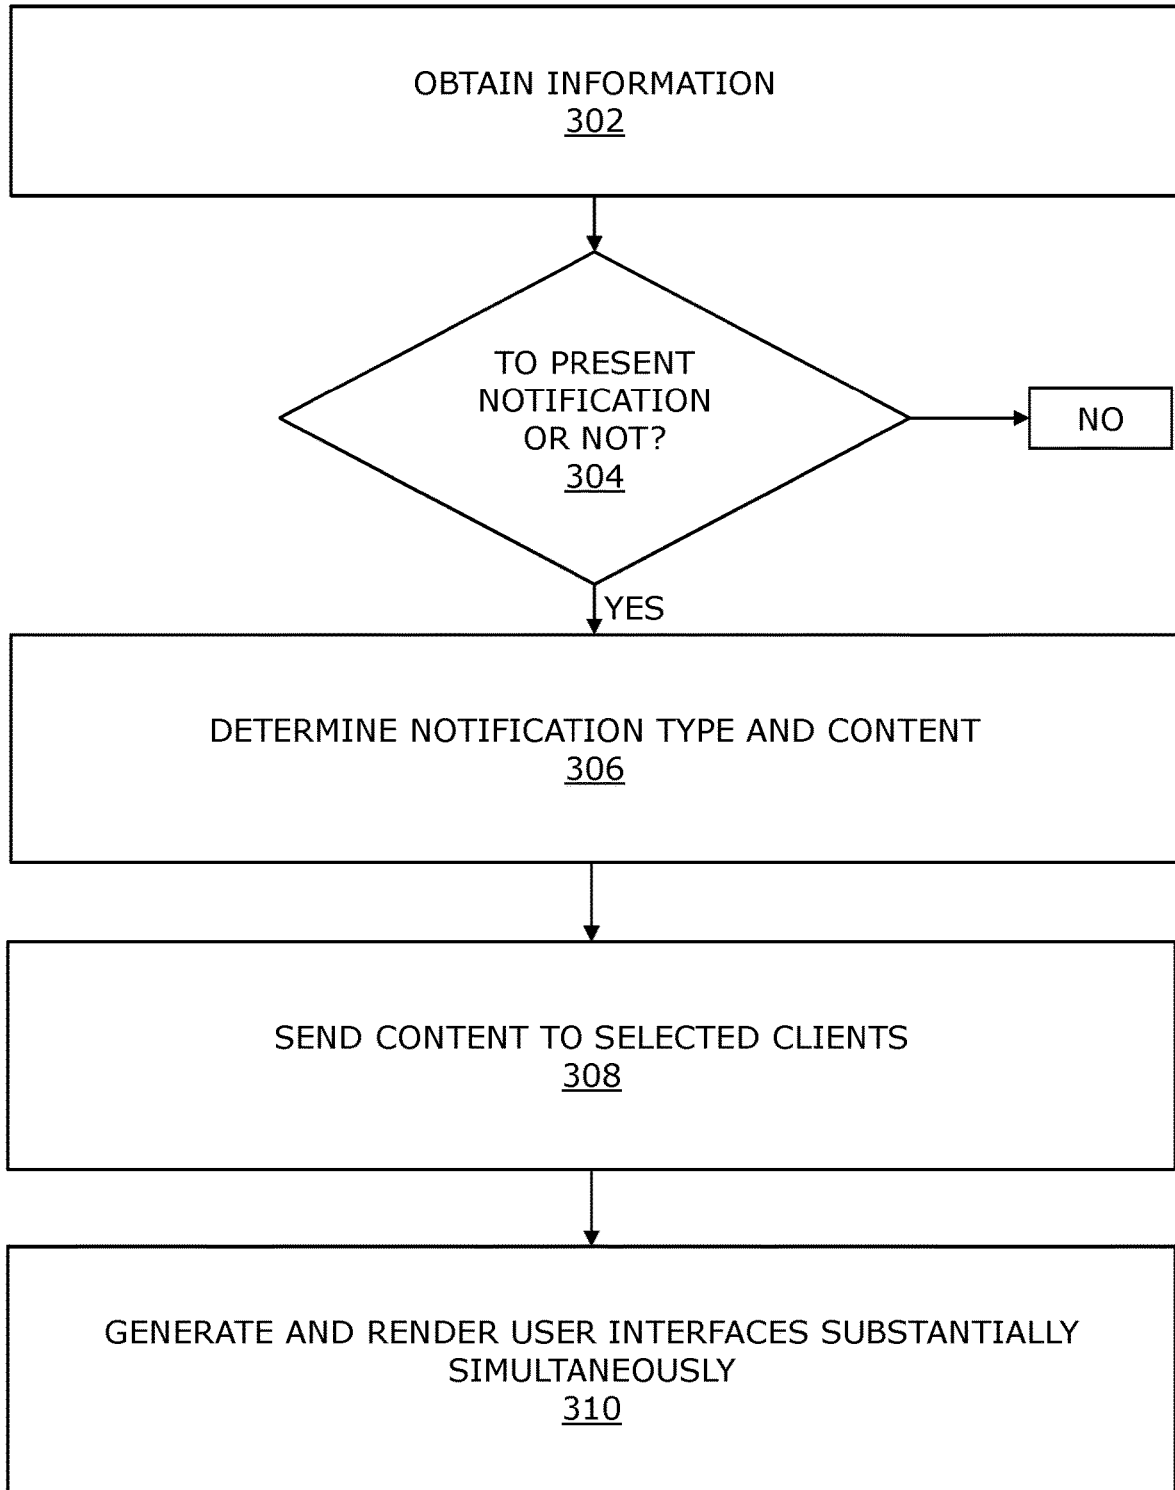 OBTAIN INFORMATION
302
TO PRESENT
NOTIFICATION
OR NOT?
304
NO
YES
DETERMINE NOTIFICATION TYPE AND CONTENT
306
SEND CONTENT TO SELECTED CLIENTS
308
GENERATE AND RENDER USER INTERFACES SUBSTANTIALLY
SIMULTANEOUSLY
310